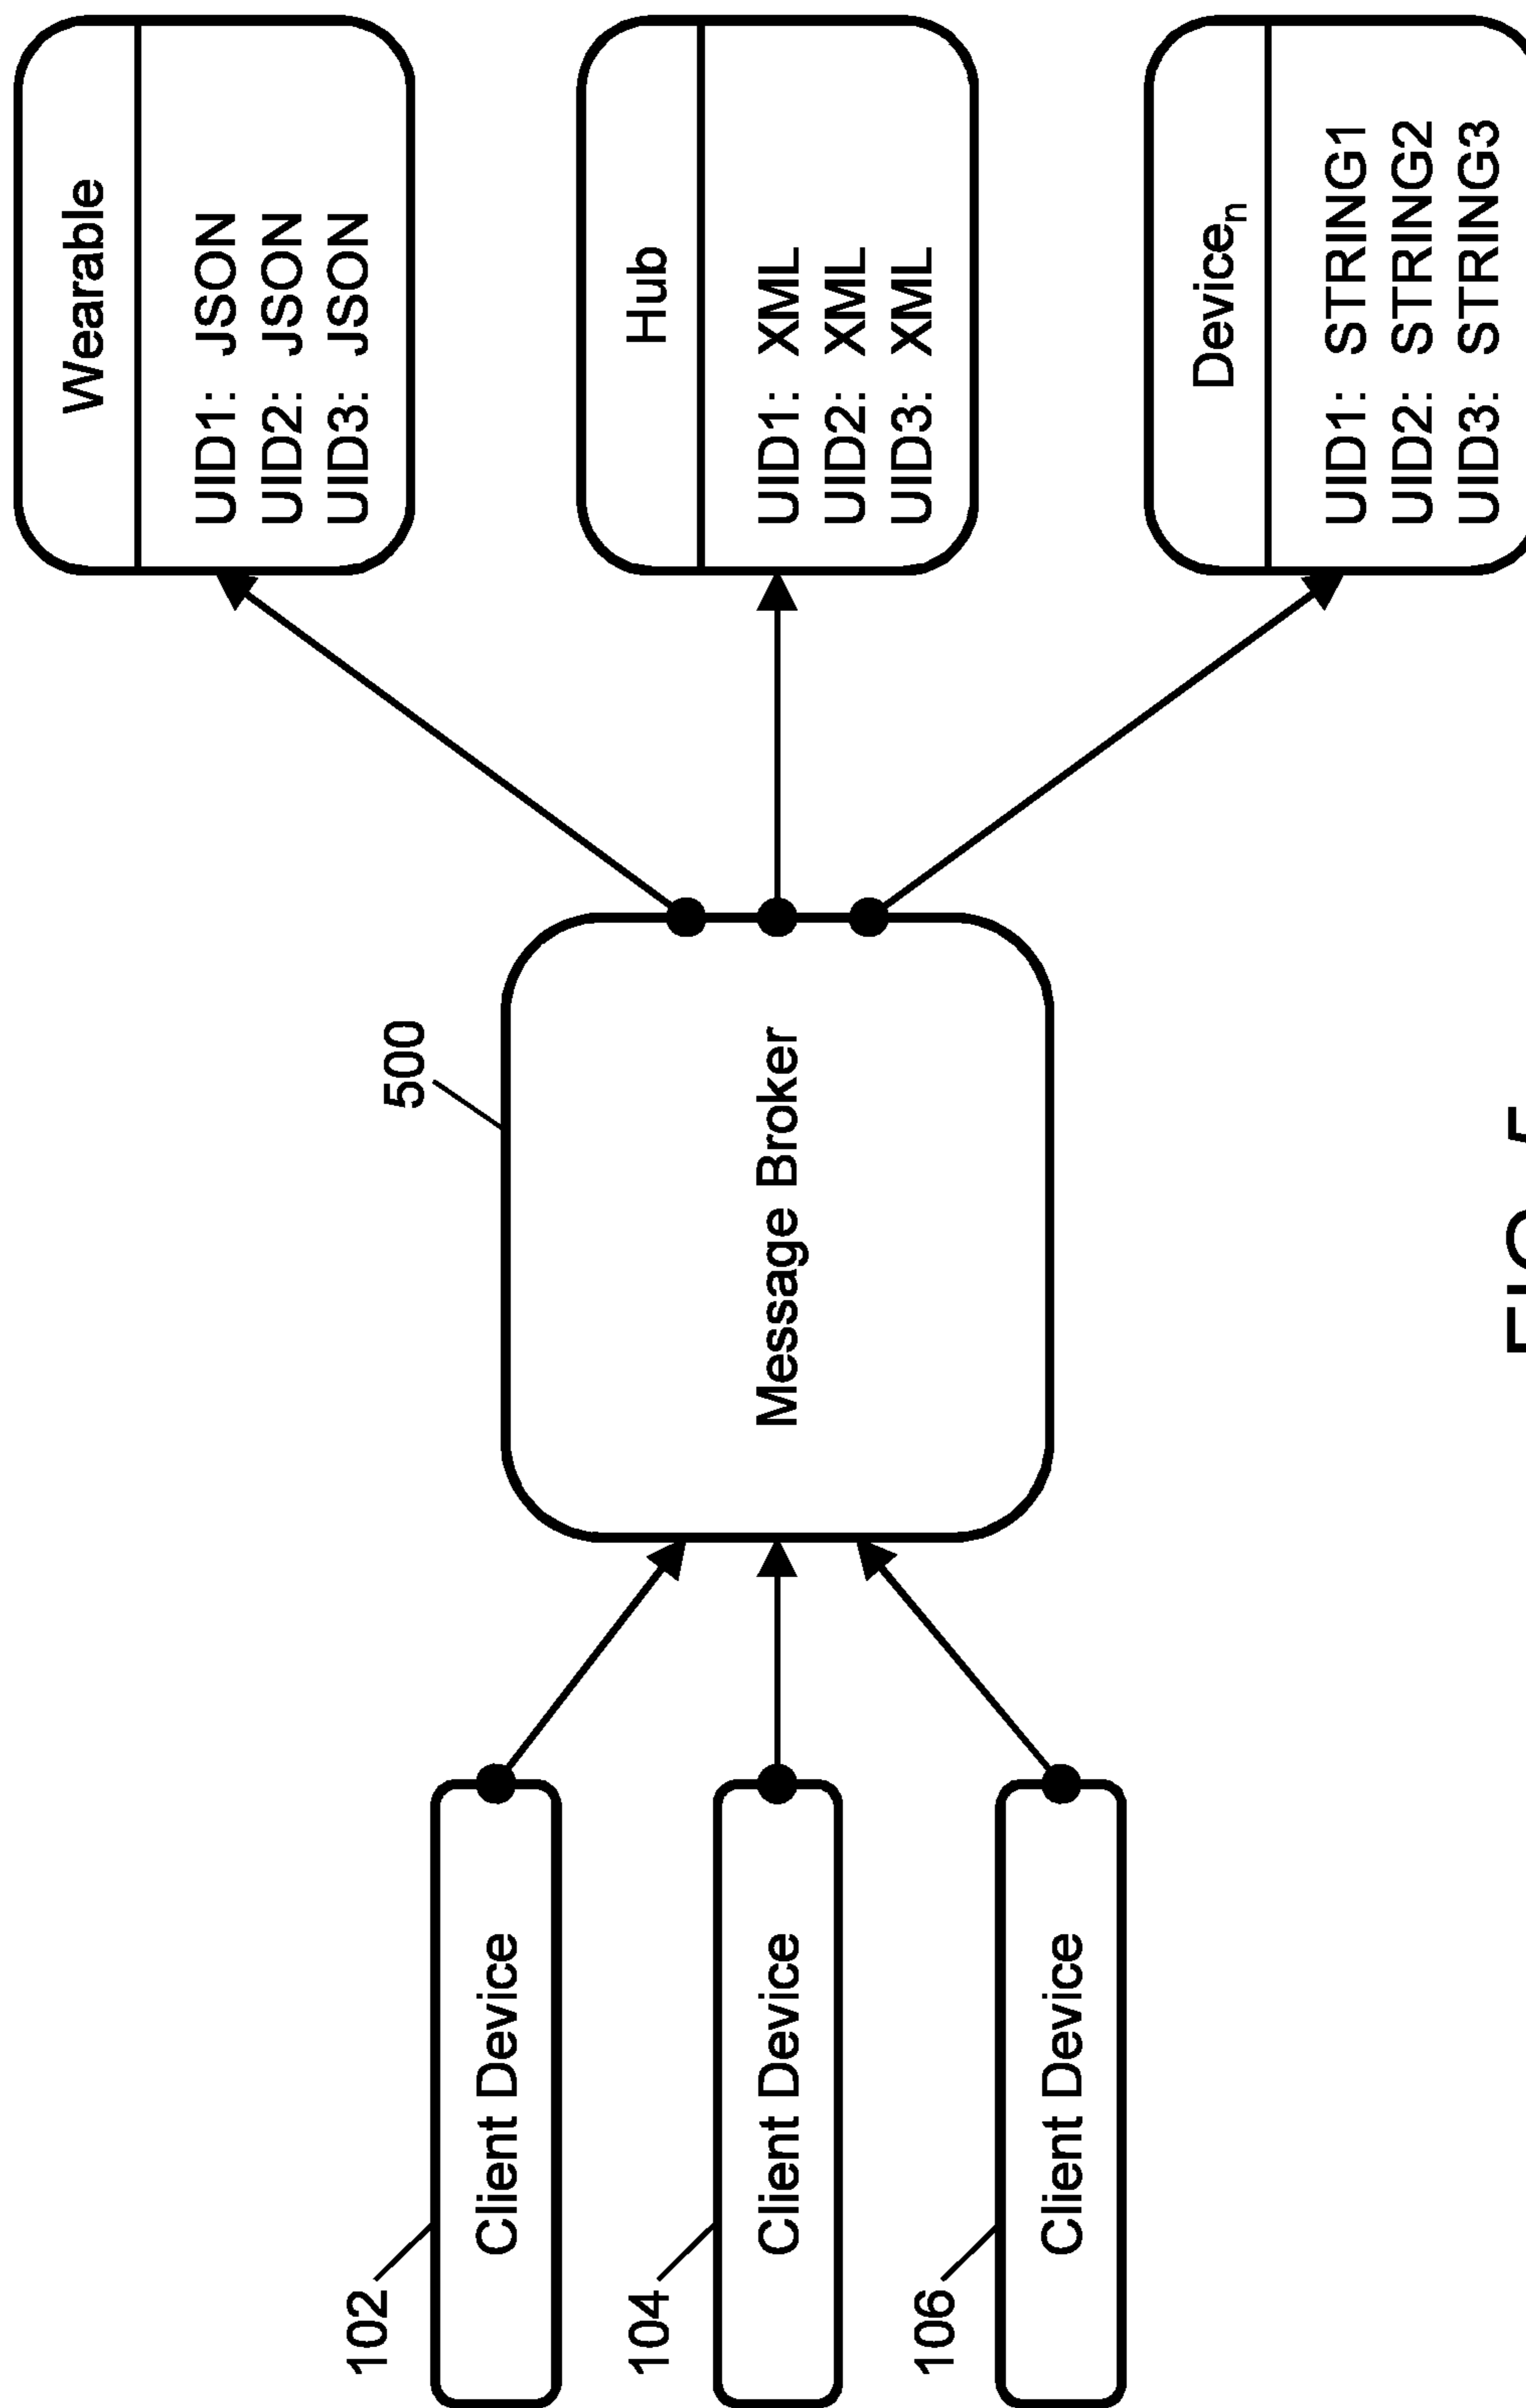 102
Client Device
104
Client Device
106
Client Device
500
Message Broker
Wearable
UID1: JSON
UID2: JSON
UID3: JSON
Hub
UID1: XML
UID2: XML
UID3: XML
Deviceₙ
UID1: STRING1
UID2: STRING2
UID3: STRING3